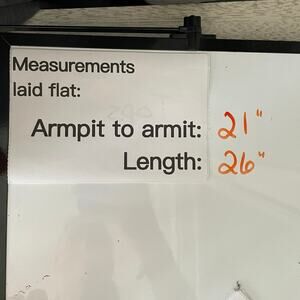 Measurements
laid flat:
Armpit to armit: 21"
Length: 26"